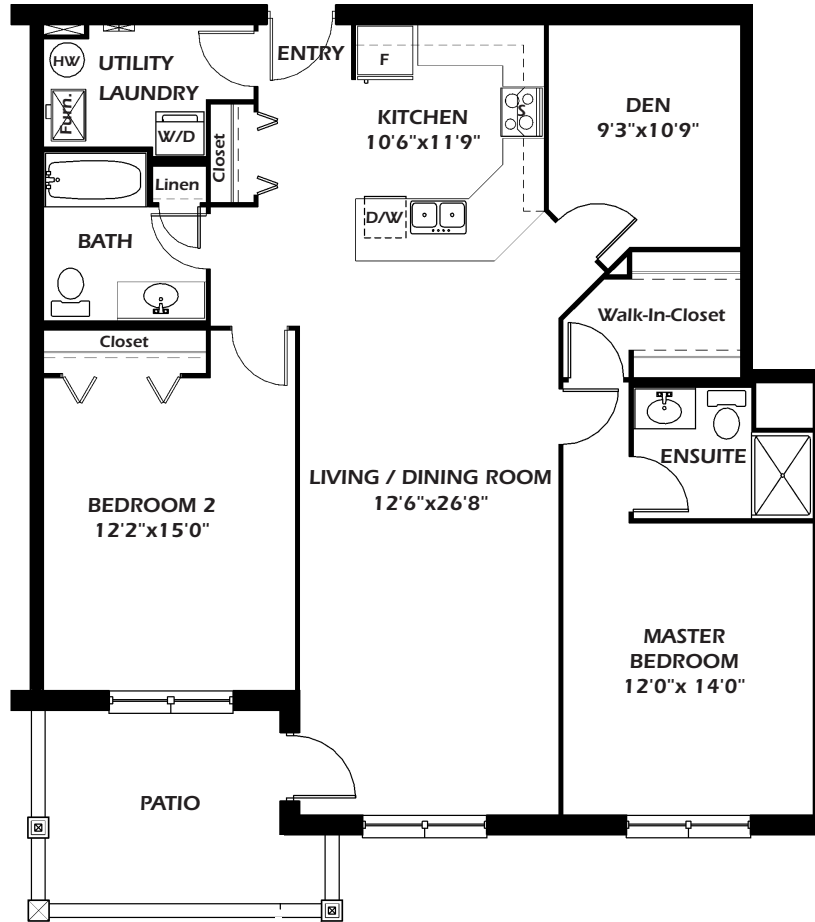 ENTRY
F
HW
UTILITY
LAUNDRY
Furn.
W/D
Closet
KITCHEN
10'6"x11'9"
S
DEN
9'3"x10'9"
Linen
D/W
BATH
Walk-In-Closet
Closet
ENSUITE
LIVING / DINING ROOM
12'6"x26'8"
BEDROOM 2
12'2"x15'0"
MASTER
BEDROOM
12'0"x 14'0"
PATIO